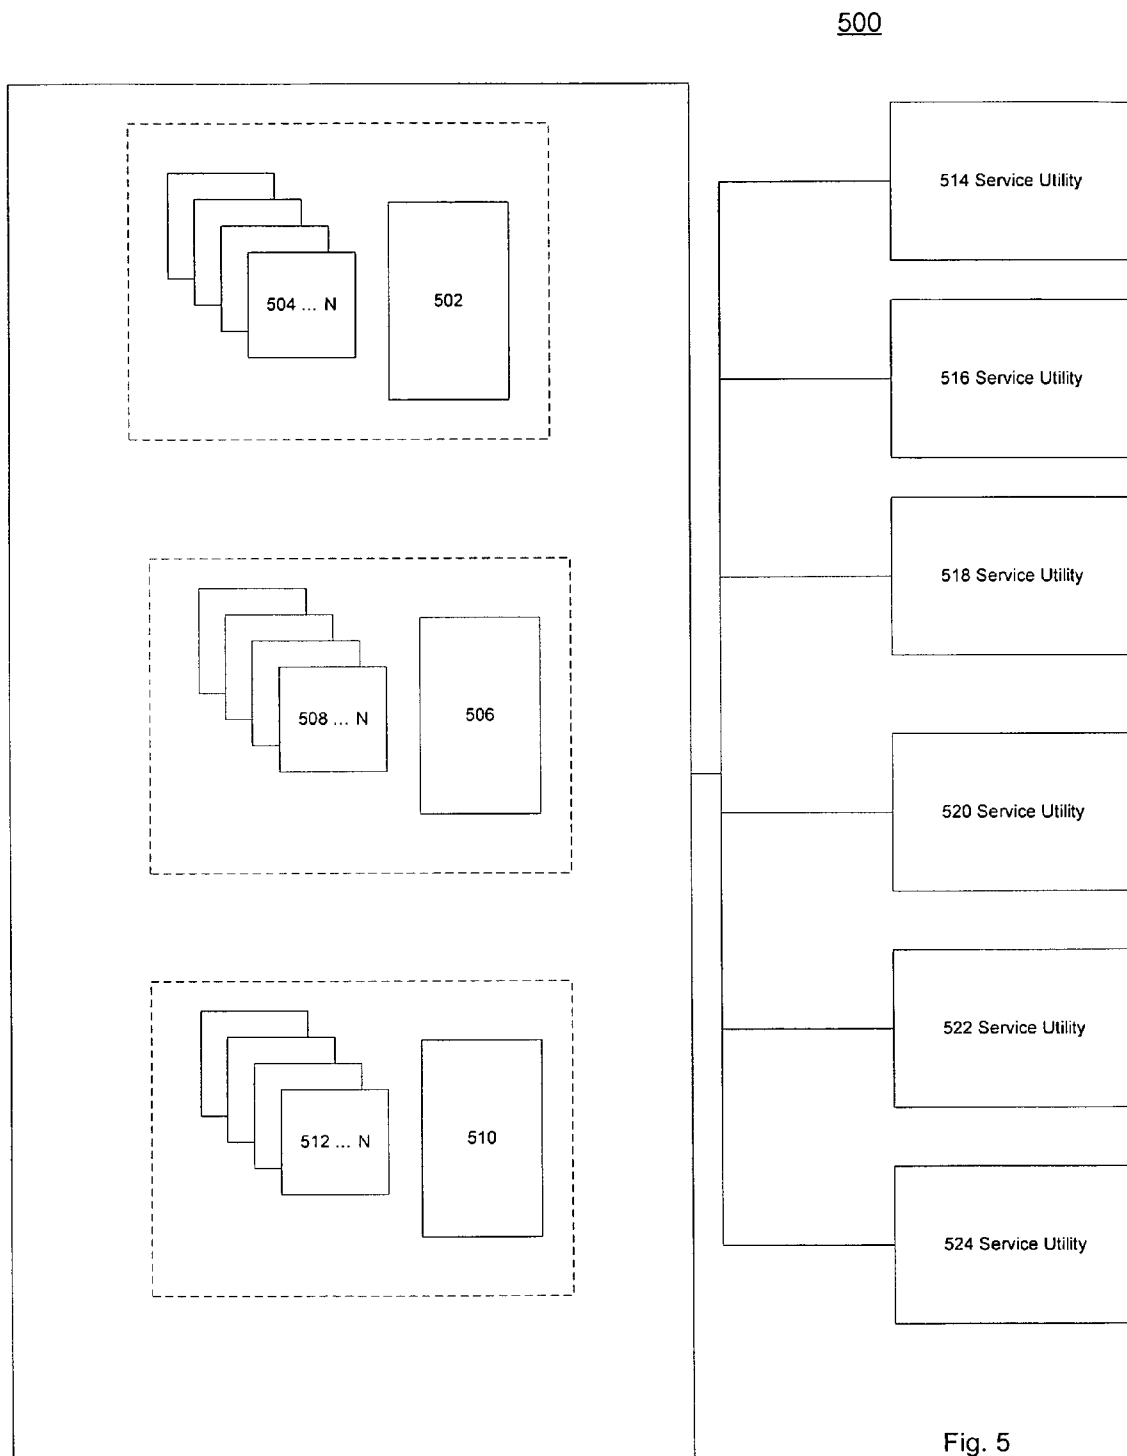 500
514 Service Utility
504 ... N
502
516 Service Utility
518 Service Utility
508 ... N
506
520 Service Utility
522 Service Utility
512 ... N
510
524 Service Utility
Fig. 5